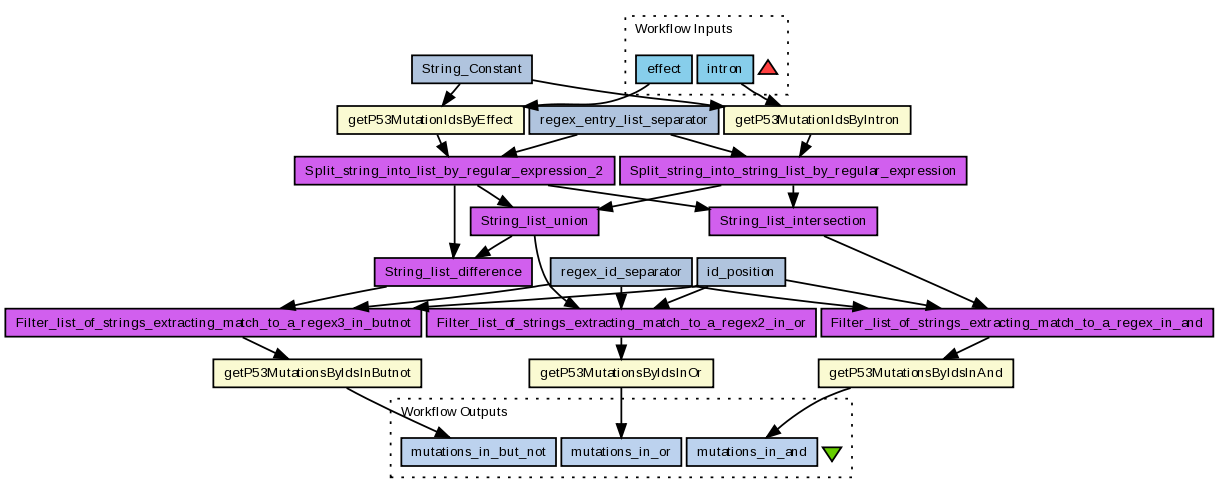 Workflow Inputs
String_Constant
effect
intron
getP53MutationIdsByEffect
regex_entry_list_separator
getP53MutationIdsByIntron
Split_string_into_list_by_regular_expression_2
Split_string_into_string_list_by_regular_expression
String_list_union
String_list_intersection
String_list_difference
regex_id_separator
id_position
Filter_list_of_strings_extracting_match_to_a_regex3_in_butnot
Filter_list_of_strings_extracting_match_to_a_regex2_in_or
Filter_list_of_strings_extracting_match_to_a_regex_in_and
getP53MutationsByIdsInButnot
getP53MutationsByIdsInOr
getP53MutationsByIdsInAnd
Workflow Outputs
mutations_in_but_not
mutations_in_or
mutations_in_and